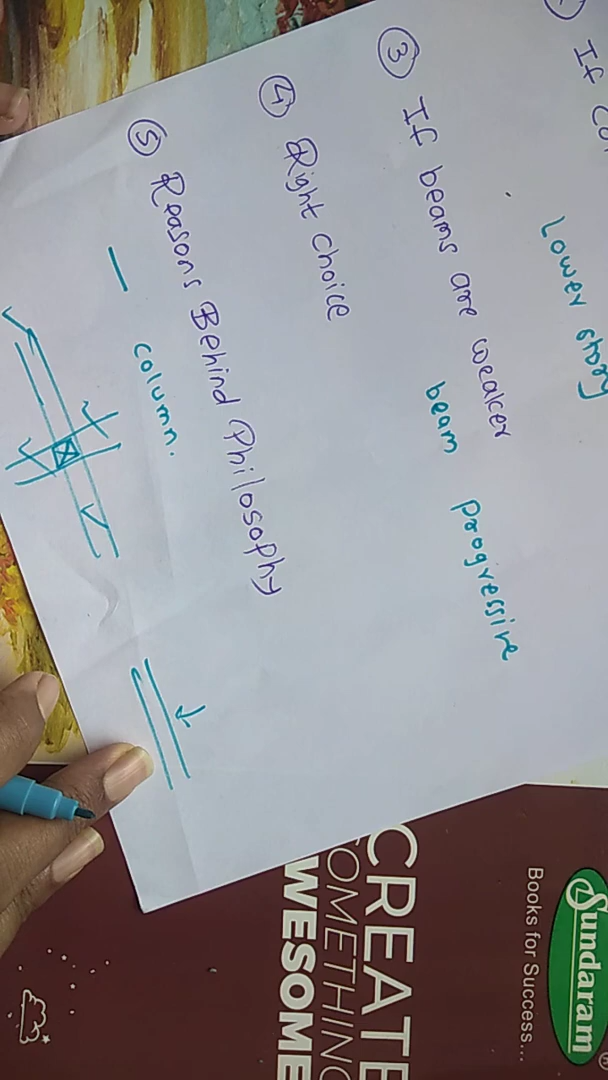 If
Lower story
③ If beams are weaker
beam progressive
④ Right choice
⑤ Reasons Behind Philosophy
— column.
Sundaram
Books for Success...
CREATE
SOMETHING
AWESOME